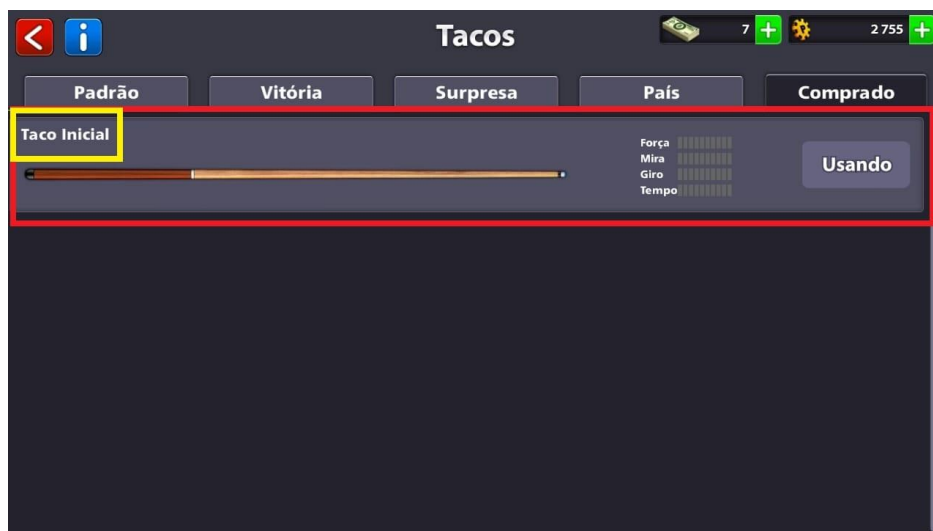 Tacos
7
2 755
Padrão Vitória Surpresa País Comprado
Taco Inicial
Força
Mira
Giro
Tempo
Usando